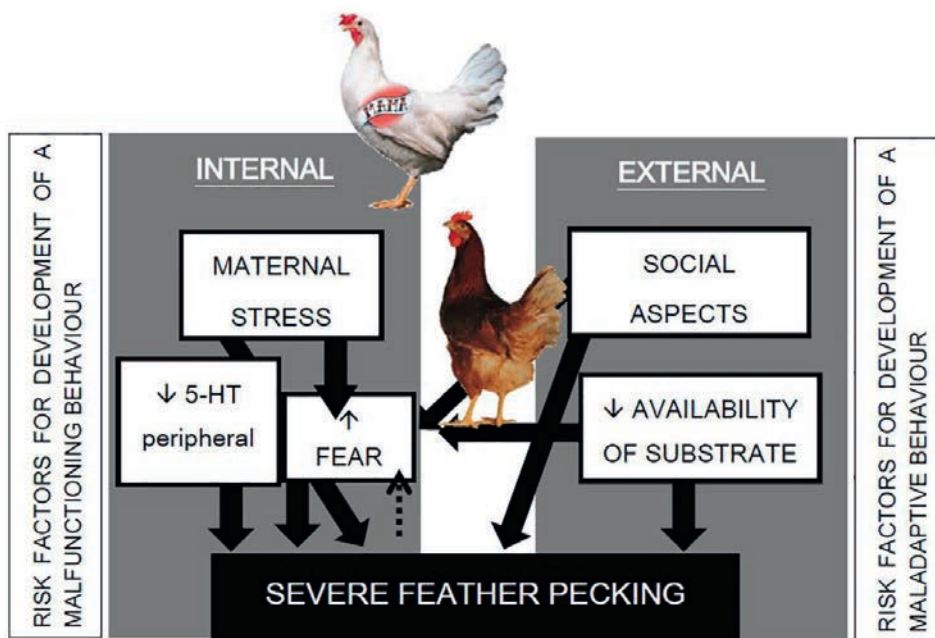 MAMA
INTERNAL
EXTERNAL
RISK FACTORS FOR DEVELOPMENT OF A
MALFUNCTIONING BEHAVIOUR
MATERNAL
STRESS
↓ 5-HT
peripheral
↑
FEAR
SOCIAL
ASPECTS
↓ AVAILABILITY
OF SUBSTRATE
SEVERE FEATHER PECKING
RISK FACTORS FOR DEVELOPMENT OF A
MALADAPTIVE BEHAVIOUR